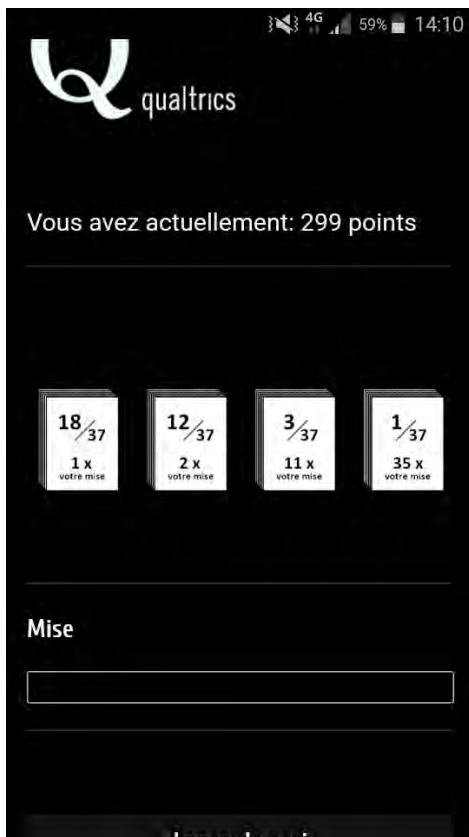 4G 59% 14:10
Q
qualtrics
Vous avez actuellement: 299 points
18/37 12/37 3/37 1/37
1 x 2 x 11 x 35 x
votre mise votre mise votre mise votre mise
Mise